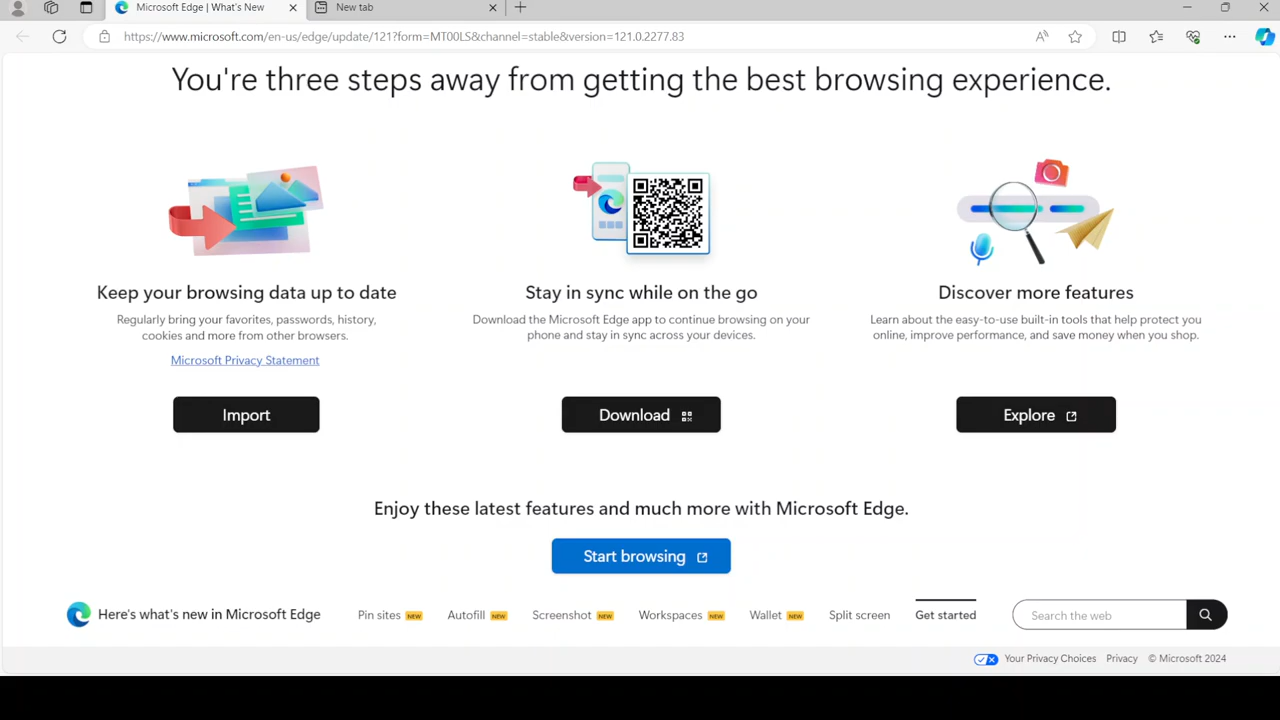 Microsoft Edge | What's New
New tab
https://www.microsoft.com/en-us/edge/update/121?form=MT00LS&channel=stable&version=121.0.2277.83
You're three steps away from getting the best browsing experience.
Keep your browsing data up to date
Regularly bring your favorites, passwords, history,
cookies and more from other browsers.
Microsoft Privacy Statement
Import
Stay in sync while on the go
Download the Microsoft Edge app to continue browsing on your
phone and stay in sync across your devices.
Download
Discover more features
Learn about the easy-to-use built-in tools that help protect you
online, improve performance, and save money when you shop.
Explore
Enjoy these latest features and much more with Microsoft Edge.
Start browsing
Here's what's new in Microsoft Edge Pin sites NEW Autofill NEW Screenshot NEW Workspaces NEW Wallet NEW Split screen Get started Search the web
Your Privacy Choices Privacy © Microsoft 2024